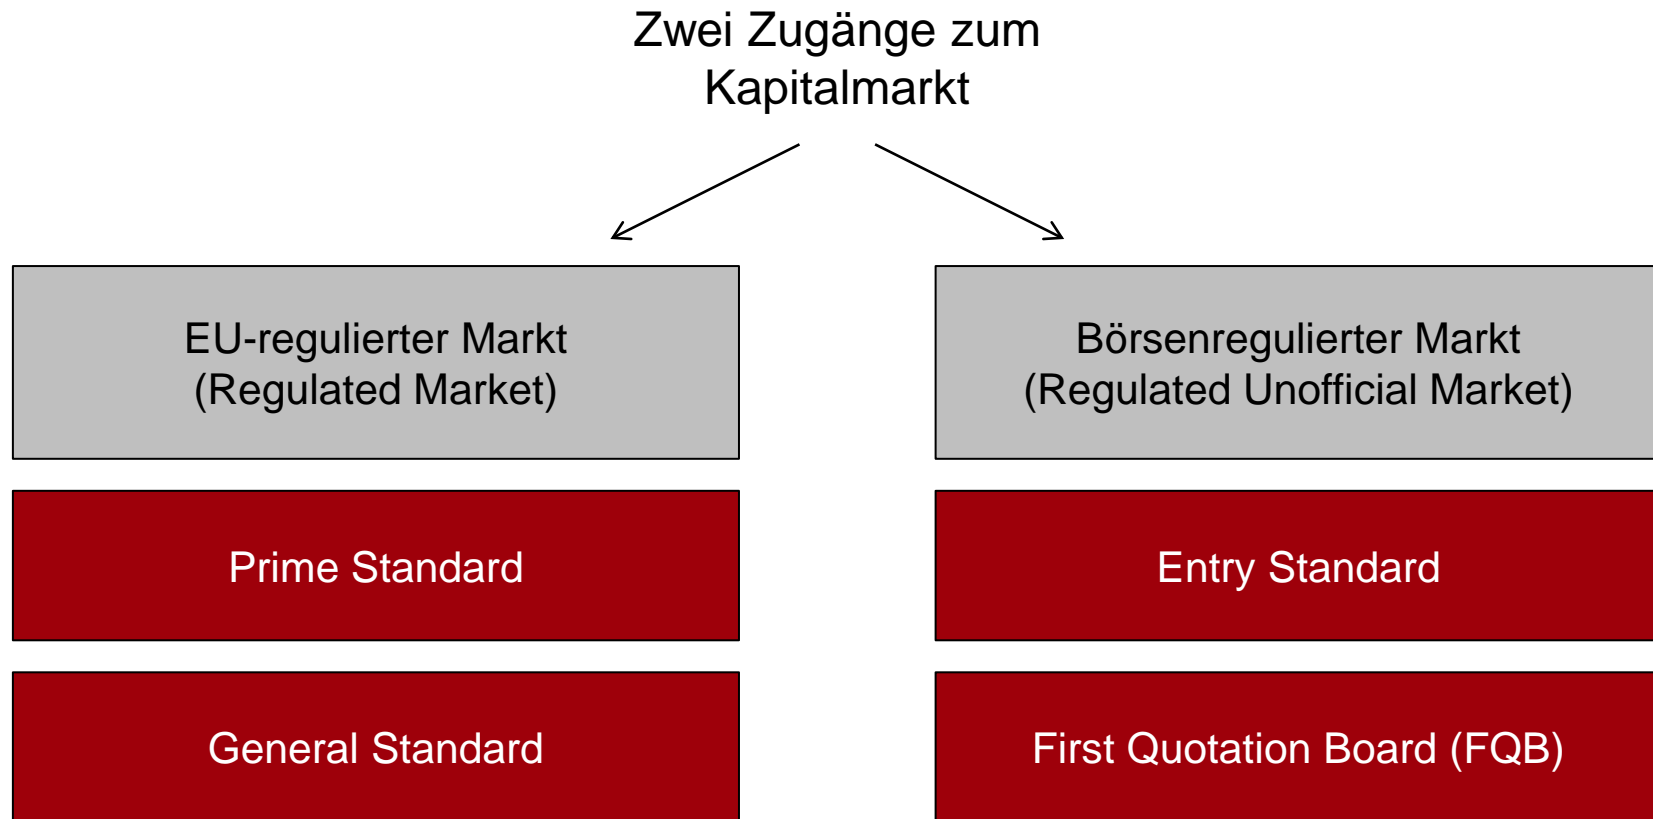 Zwei Zugänge zum
Kapitalmarkt
EU-regulierter Markt
(Regulated Market)
Börsenregulierter Markt
(Regulated Unofficial Market)
Prime Standard
Entry Standard
General Standard
First Quotation Board (FQB)